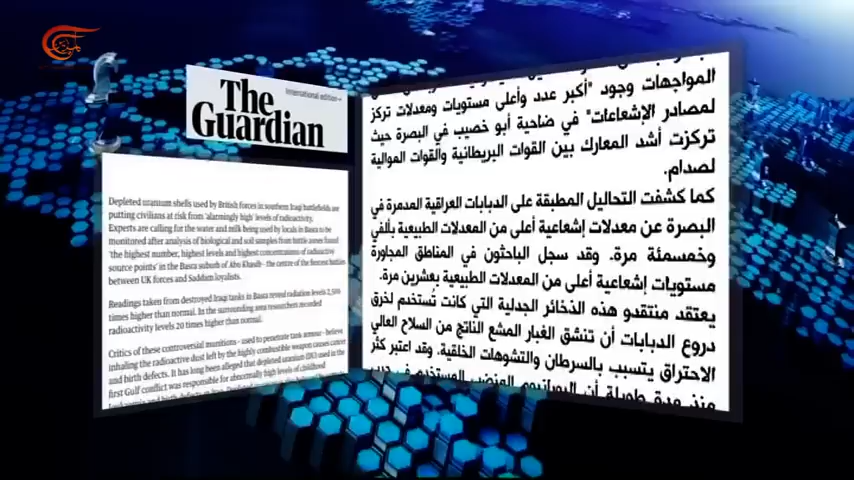 The
Guardian
International edition
Depleted uranium shells used by British forces in southern Iraqi battlefields are
putting civilians at risk from 'alarmingly high' levels of radioactivity.
Experts are calling for the water and milk being used by locals in Basra to be
monitored after analysis of biological and soil samples from battle zones found
'the highest number, highest levels and highest concentrations of radioactive
source points' in the Basra suburb of Abu Khasib - the centre of the fiercest battles
between UK forces and Saddam loyalists.
Readings taken from destroyed Iraqi tanks in Basra reveal radiation levels 2,500
times higher than normal. In the surrounding area researchers recorded
radioactivity levels 20 times higher than normal.
Critics of these controversial munitions - used to penetrate tank armour - believe
inhaling the radioactive dust left by the highly combustible weapon causes cancer
and birth defects. It has long been alleged that depleted uranium (DU) used in the
first Gulf conflict was responsible for abnormally high levels of childhood
المواجهات وجود "أكبر عدد وأعلى مستويات ومعدلات تركز
لمصادر الإشعاعات" في ضاحية أبو خصيب في البصرة حيث
تركزت أشد المعارك بين القوات البريطانية والقوات الموالية
لصدام.
كما كشفت التحاليل المطبقة على الدبابات العراقية المدمرة في
البصرة عن معدلات إشعاعية أعلى من المعدلات الطبيعية بألفي
وخمسمئة مرة. وقد سجل الباحثون في المناطق المجاورة
مستويات إشعاعية أعلى من المعدلات الطبيعية بعشرين مرة.
يعتقد منتقدو هذه الذخائر الجدلية التي كانت تُستخدم لخرق
دروع الدبابات أن تنشق الغبار المشع الناتج من السلاح العالي
الاحتراق يتسبب بالسرطان والتشوهات الخلقية. وقد اعتبر كثر
منذ مدة طويلة أن اليورانيوم المنضب المستخدم في حرب